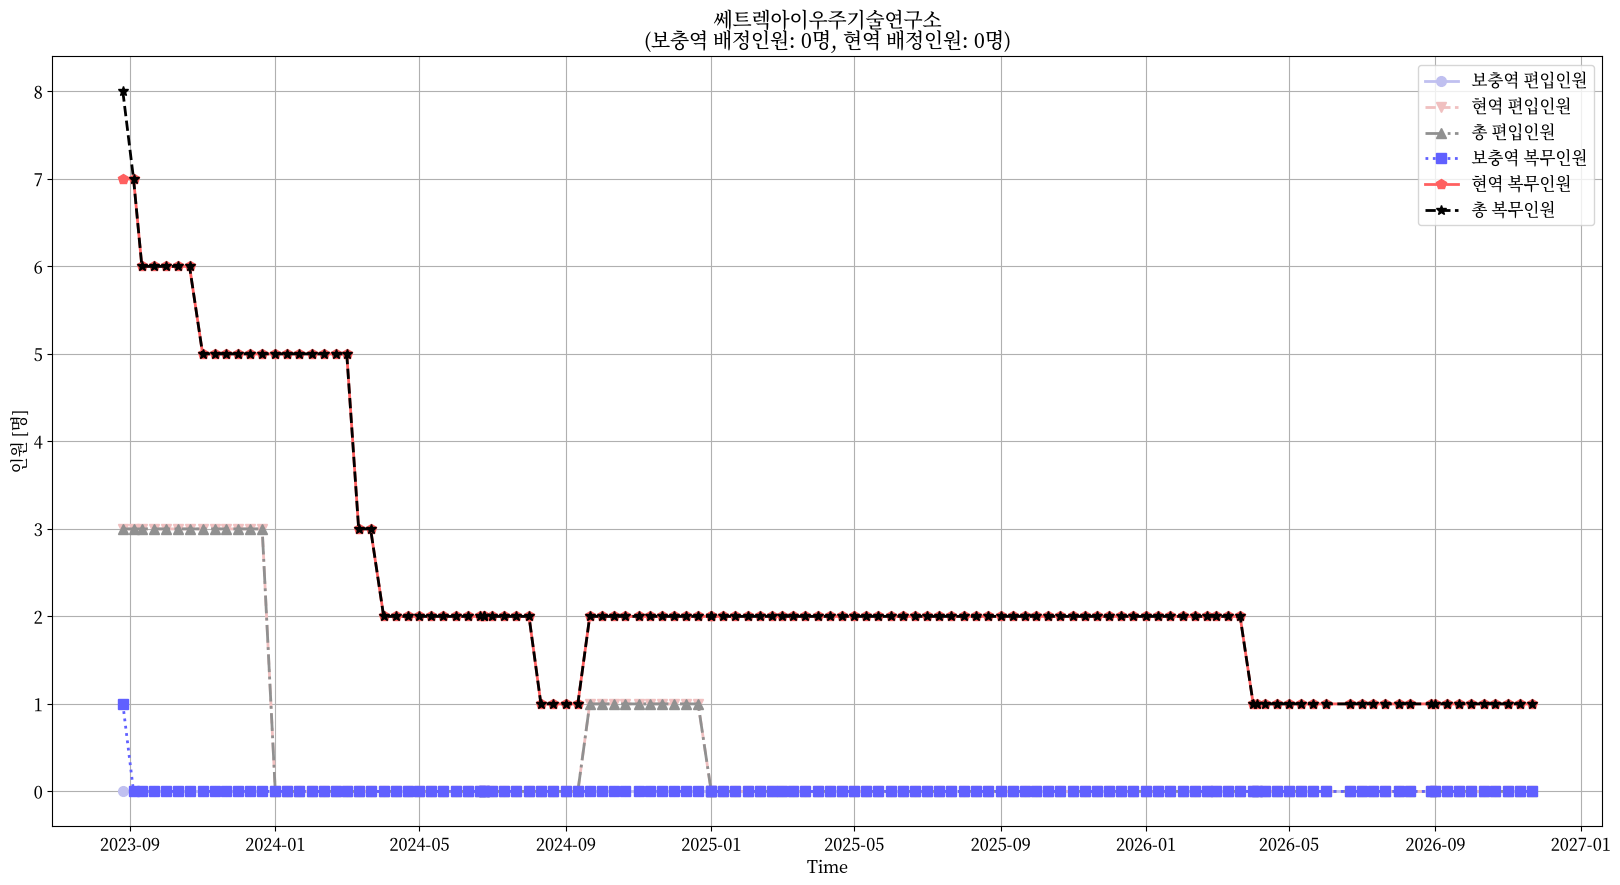 쎄트렉아이우주기술연구소
(보충역 배정인원: 0명, 현역 배정인원: 0명)
보충역 편입인원
현역 편입인원
총 편입인원
보충역 복무인원
현역 복무인원
총 복무인원
인원 [명]
8
7
6
5
4
3
2
1
0
2023-09
2024-01
2024-05
2024-09
2025-01
2025-05
2025-09
2026-01
2026-05
2026-09
2027-01
Time